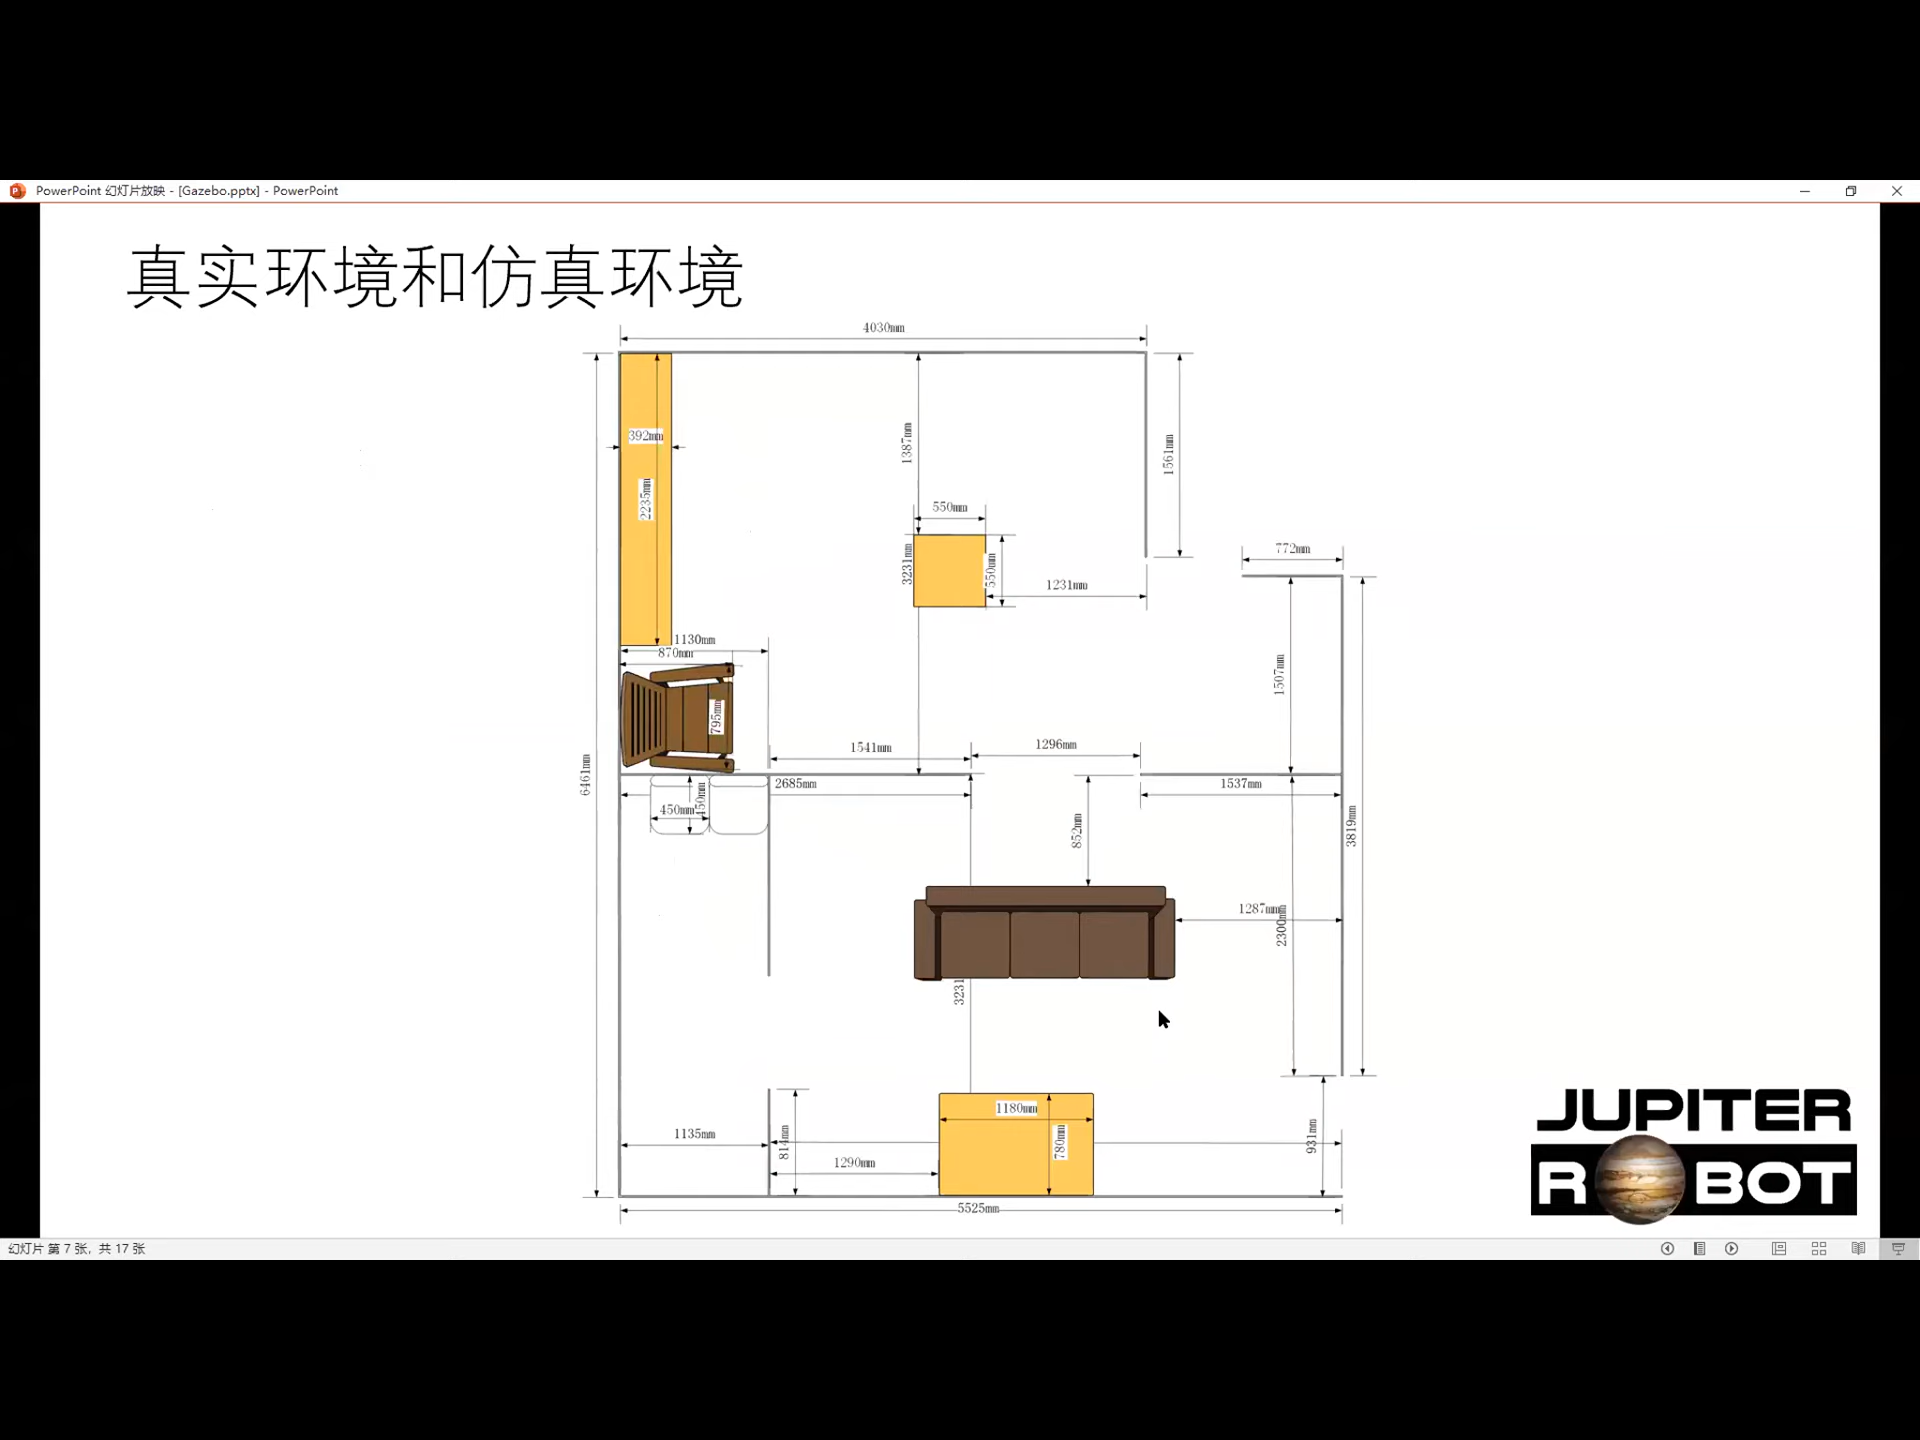 PowerPoint 幻灯片放映 - [Gazebo.pptx] - PowerPoint
真实环境和仿真环境
4030mm
392mm
2235mm
1387mm
1561mm
550mm
3231mm
550mm
1231mm
772mm
1130mm
870mm
795mm
1507mm
1541mm
1296mm
6461mm
2685mm
1537mm
450mm
450mm
852mm
3819mm
1287mm
2300mm
3231
1180mm
780mm
1135mm
814mm
1290mm
931mm
5525mm
JUPITER
ROBOT
幻灯片 第 7 张，共 17 张